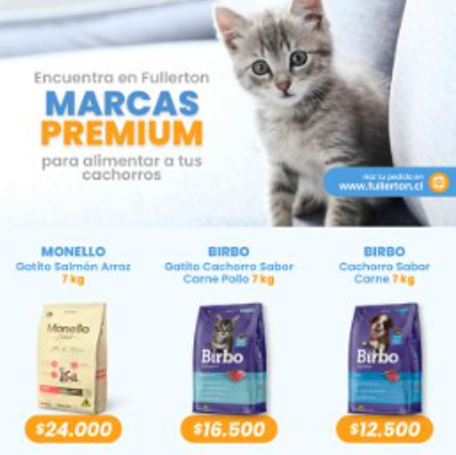 Encuentra en Fullerton
MARCAS
PREMIUM
para alimentar a tus
cachorros
Haz tu pedido en
www.fullerton.cl
MONELLO
Gatito Salmón Arroz
7 kg
BIRBO
Gatito Cachorro Sabor
Carne Pollo 7 kg
BIRBO
Cachorro Sabor
Carne 7 kg
Monello
Birbo
Birbo
$24.000
$16.500
$12.500